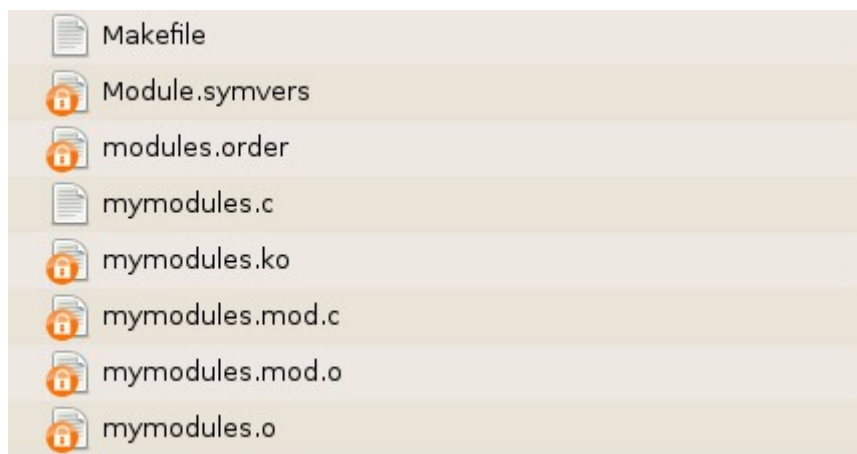 Makefile
Module.symvers
modules.order
mymodules.c
mymodules.ko
mymodules.mod.c
mymodules.mod.o
mymodules.o